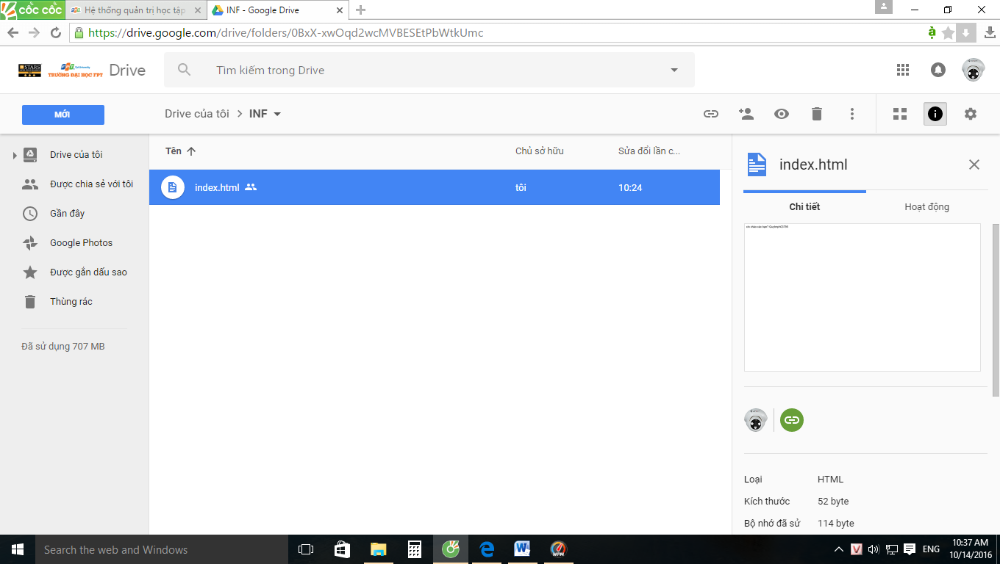 CỐC CỐC
Hệ thống quản trị học tập
INF - Google Drive
https://drive.google.com/drive/folders/0BxX-xwOqd2wcMVBESEtPbWtkUmc
STARS
TRƯỜNG ĐẠI HỌC FPT
Drive
Tìm kiếm trong Drive
MỚI
Drive của tôi
INF
Drive của tôi
Được chia sẻ với tôi
Gần đây
Google Photos
Được gắn dấu sao
Thùng rác
Đã sử dụng 707 MB
Tên
Chủ sở hữu
Sửa đổi lần c...
index.html
tôi
10:24
index.html
Chi tiết
Hoạt động
Loại
HTML
Kích thước
52 byte
Bộ nhớ đã sử
114 byte
Search the web and Windows
ENG
10:37 AM
10/14/2016